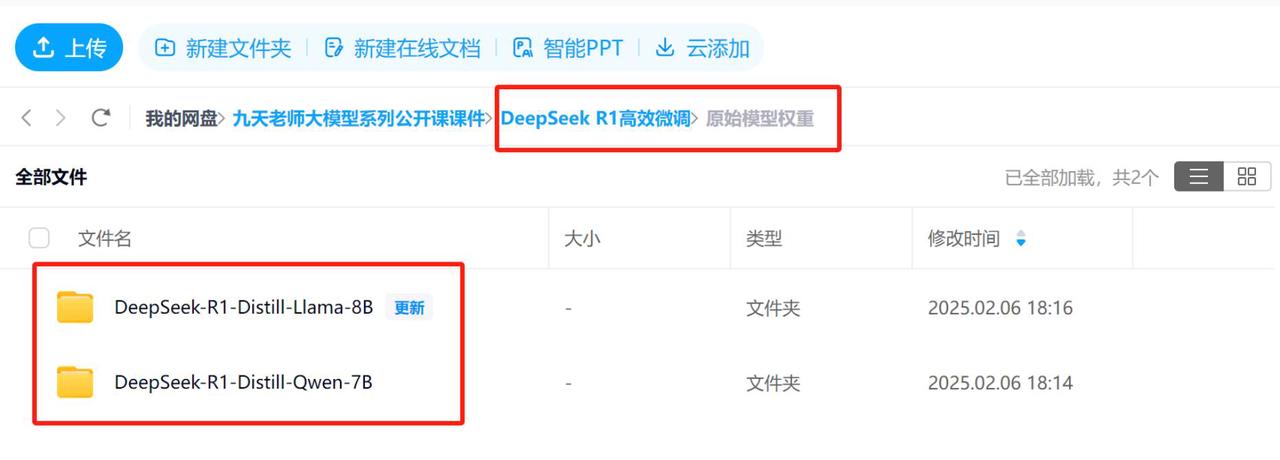 上传 新建文件夹 新建在线文档 智能PPT 云添加
我的网盘> 九天老师大模型系列公开课课件> DeepSeek R1高效微调> 原始模型权重
全部文件 已全部加载，共2个
文件名 大小 类型 修改时间
DeepSeek-R1-Distill-Llama-8B 更新 - 文件夹 2025.02.06 18:16
DeepSeek-R1-Distill-Qwen-7B - 文件夹 2025.02.06 18:14